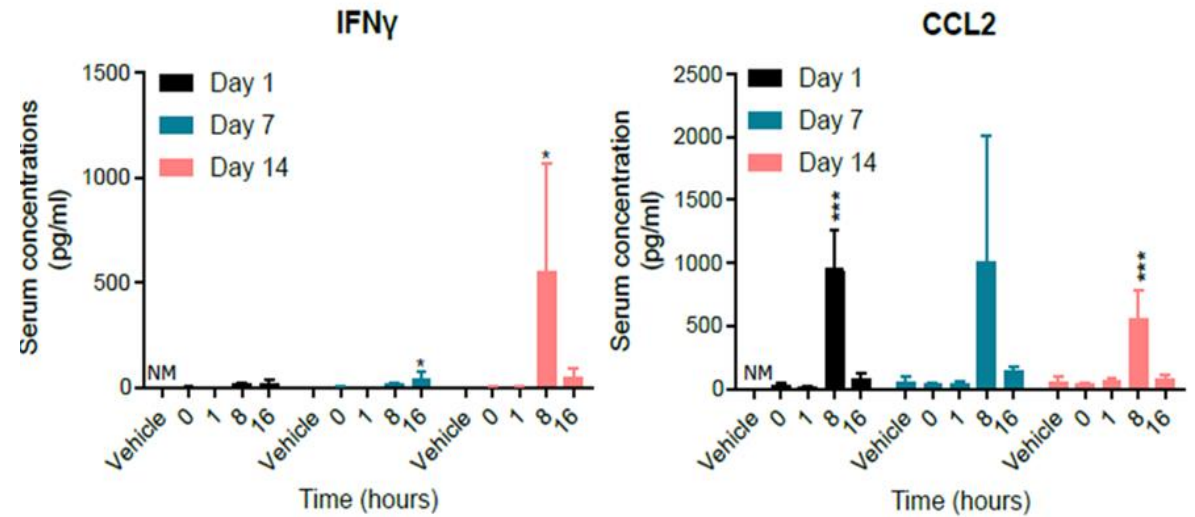 IFNγ
Serum concentrations
(pg/ml)
1500
1000
500
0
Day 1
Day 7
Day 14
NM
*
*
Vehicle 0 1 8 16 Vehicle 0 1 8 16 Vehicle 0 1 8 16
Time (hours)
CCL2
Serum concentration
(pg/ml)
2500
2000
1500
1000
500
0
Day 1
Day 7
Day 14
NM
***
***
Vehicle 0 1 8 16 Vehicle 0 1 8 16 Vehicle 0 1 8 16
Time (hours)